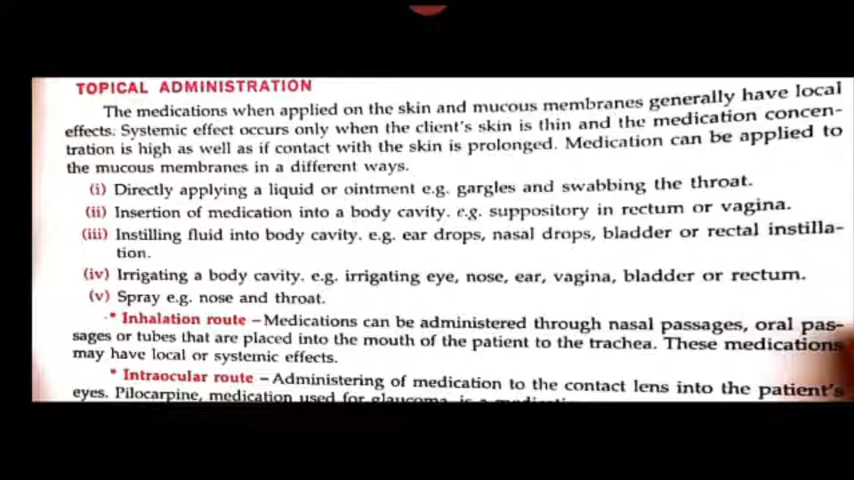 TOPICAL ADMINISTRATION
The medications when applied on the skin and mucous membranes generally have local
effects. Systemic effect occurs only when the client's skin is thin and the medication concen-
tration is high as well as if contact with the skin is prolonged. Medication can be applied to
the mucous membranes in a different ways.
(i) Directly applying a liquid or ointment e.g. gargles and swabbing the throat.
(ii) Insertion of medication into a body cavity. e.g. suppository in rectum or vagina.
(iii) Instilling fluid into body cavity. e.g. ear drops, nasal drops, bladder or rectal instilla-
tion.
(iv) Irrigating a body cavity. e.g. irrigating eye, nose, ear, vagina, bladder or rectum.
(v) Spray e.g. nose and throat.
* Inhalation route – Medications can be administered through nasal passages, oral pas-
sages or tubes that are placed into the mouth of the patient to the trachea. These medications
may have local or systemic effects.
* Intraocular route – Administering of medication to the contact lens into the patient's
eyes. Pilocarpine, medication used for glaucoma, is a